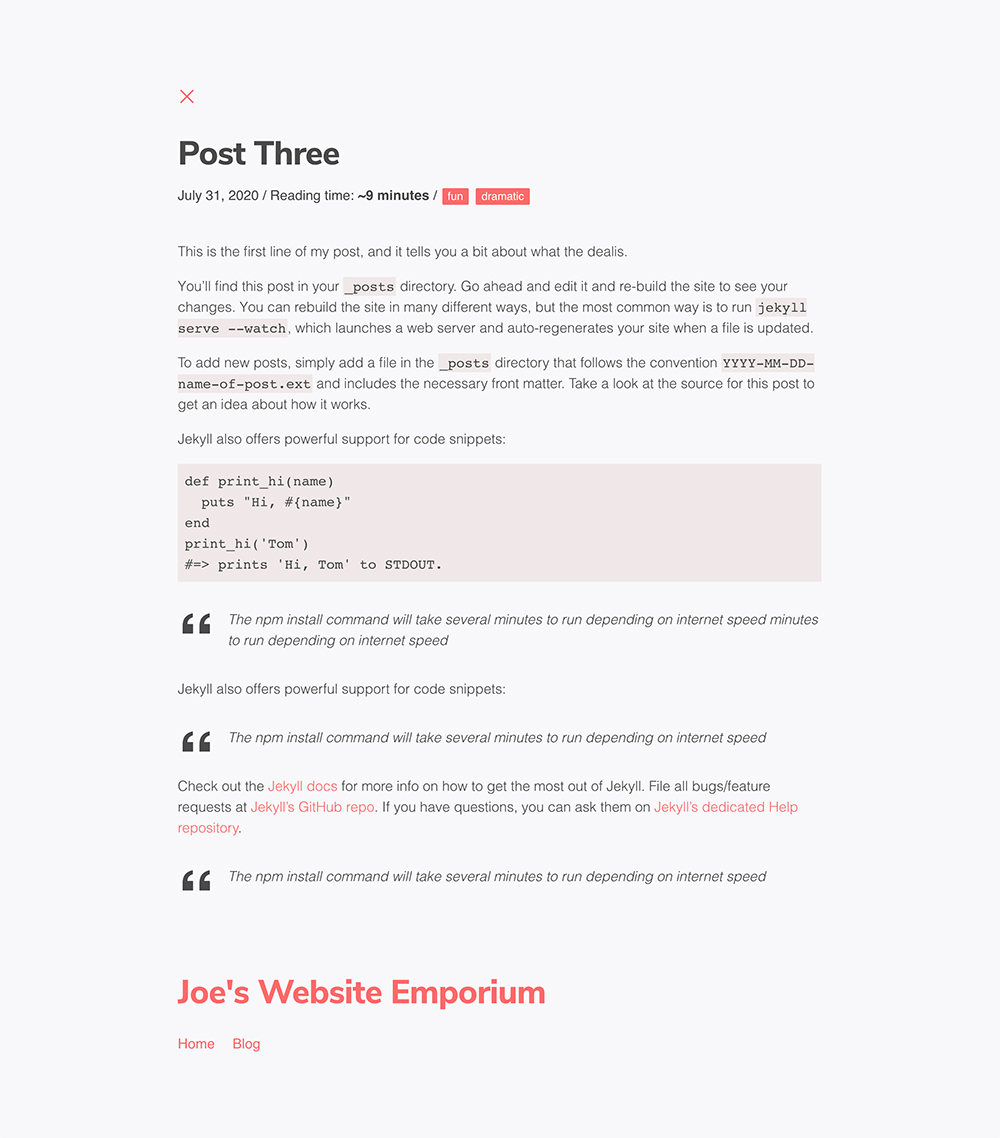 Post Three
July 31, 2020 / Reading time: ~9 minutes / fun dramatic
This is the first line of my post, and it tells you a bit about what the dealis.
You’ll find this post in your _posts directory. Go ahead and edit it and re-build the site to see your
changes. You can rebuild the site in many different ways, but the most common way is to run jekyll
serve --watch, which launches a web server and auto-regenerates your site when a file is updated.
To add new posts, simply add a file in the _posts directory that follows the convention YYYY-MM-DD-
name-of-post.ext and includes the necessary front matter. Take a look at the source for this post to
get an idea about how it works.
Jekyll also offers powerful support for code snippets:
def print_hi(name)
  puts "Hi, #{name}"
end
print_hi('Tom')
#=> prints 'Hi, Tom' to STDOUT.
The npm install command will take several minutes to run depending on internet speed minutes
to run depending on internet speed
Jekyll also offers powerful support for code snippets:
The npm install command will take several minutes to run depending on internet speed
Check out the Jekyll docs for more info on how to get the most out of Jekyll. File all bugs/feature
requests at Jekyll’s GitHub repo. If you have questions, you can ask them on Jekyll’s dedicated Help
repository.
The npm install command will take several minutes to run depending on internet speed
Joe's Website Emporium
Home Blog